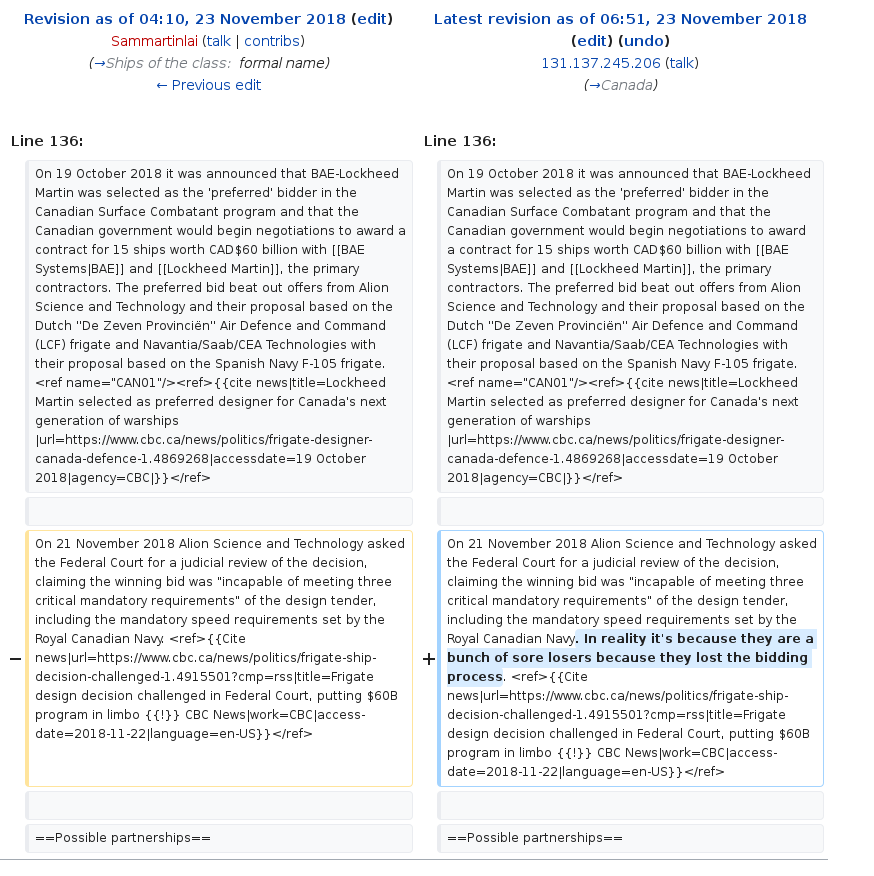 Revision as of 04:10, 23 November 2018 (edit)
Sammartinlai (talk | contribs)
(→Ships of the class: formal name)
← Previous edit
Latest revision as of 06:51, 23 November 2018
(edit) (undo)
131.137.245.206 (talk)
(→Canada)
Line 136:
On 19 October 2018 it was announced that BAE-Lockheed
Martin was selected as the 'preferred' bidder in the
Canadian Surface Combatant program and that the
Canadian government would begin negotiations to award a
contract for 15 ships worth CAD$60 billion with [[BAE
Systems|BAE]] and [[Lockheed Martin]], the primary
contractors. The preferred bid beat out offers from Alion
Science and Technology and their proposal based on the
Dutch ''De Zeven Provinciën'' Air Defence and Command
(LCF) frigate and Navantia/Saab/CEA Technologies with
their proposal based on the Spanish Navy F-105 frigate.
<ref name="CAN01"/><ref>{{cite news|title=Lockheed
Martin selected as preferred designer for Canada's next
generation of warships
|url=https://www.cbc.ca/news/politics/frigate-designer-
canada-defence-1.4869268|accessdate=19 October
2018|agency=CBC|}}</ref>
Line 136:
On 19 October 2018 it was announced that BAE-Lockheed
Martin was selected as the 'preferred' bidder in the
Canadian Surface Combatant program and that the
Canadian government would begin negotiations to award
a contract for 15 ships worth CAD$60 billion with [[BAE
Systems|BAE]] and [[Lockheed Martin]], the primary
contractors. The preferred bid beat out offers from Alion
Science and Technology and their proposal based on the
Dutch ''De Zeven Provinciën'' Air Defence and Command
(LCF) frigate and Navantia/Saab/CEA Technologies with
their proposal based on the Spanish Navy F-105 frigate.
<ref name="CAN01"/><ref>{{cite news|title=Lockheed
Martin selected as preferred designer for Canada's next
generation of warships
|url=https://www.cbc.ca/news/politics/frigate-designer-
canada-defence-1.4869268|accessdate=19 October
2018|agency=CBC|}}</ref>
−
On 21 November 2018 Alion Science and Technology asked
the Federal Court for a judicial review of the decision,
claiming the winning bid was "incapable of meeting three
critical mandatory requirements" of the design tender,
including the mandatory speed requirements set by the
Royal Canadian Navy. <ref>{{Cite
news|url=https://www.cbc.ca/news/politics/frigate-ship-
decision-challenged-1.4915501?cmp=rss|title=Frigate
design decision challenged in Federal Court, putting $60B
program in limbo {{!}} CBC News|work=CBC|access-
date=2018-11-22|language=en-US}}</ref>
+
On 21 November 2018 Alion Science and Technology asked
the Federal Court for a judicial review of the decision,
claiming the winning bid was "incapable of meeting three
critical mandatory requirements" of the design tender,
including the mandatory speed requirements set by the
Royal Canadian Navy. In reality it's because they are a
bunch of sore losers because they lost the bidding
process. <ref>{{Cite
news|url=https://www.cbc.ca/news/politics/frigate-ship-
decision-challenged-1.4915501?cmp=rss|title=Frigate
design decision challenged in Federal Court, putting $60B
program in limbo {{!}} CBC News|work=CBC|access-
date=2018-11-22|language=en-US}}</ref>
==Possible partnerships==
==Possible partnerships==